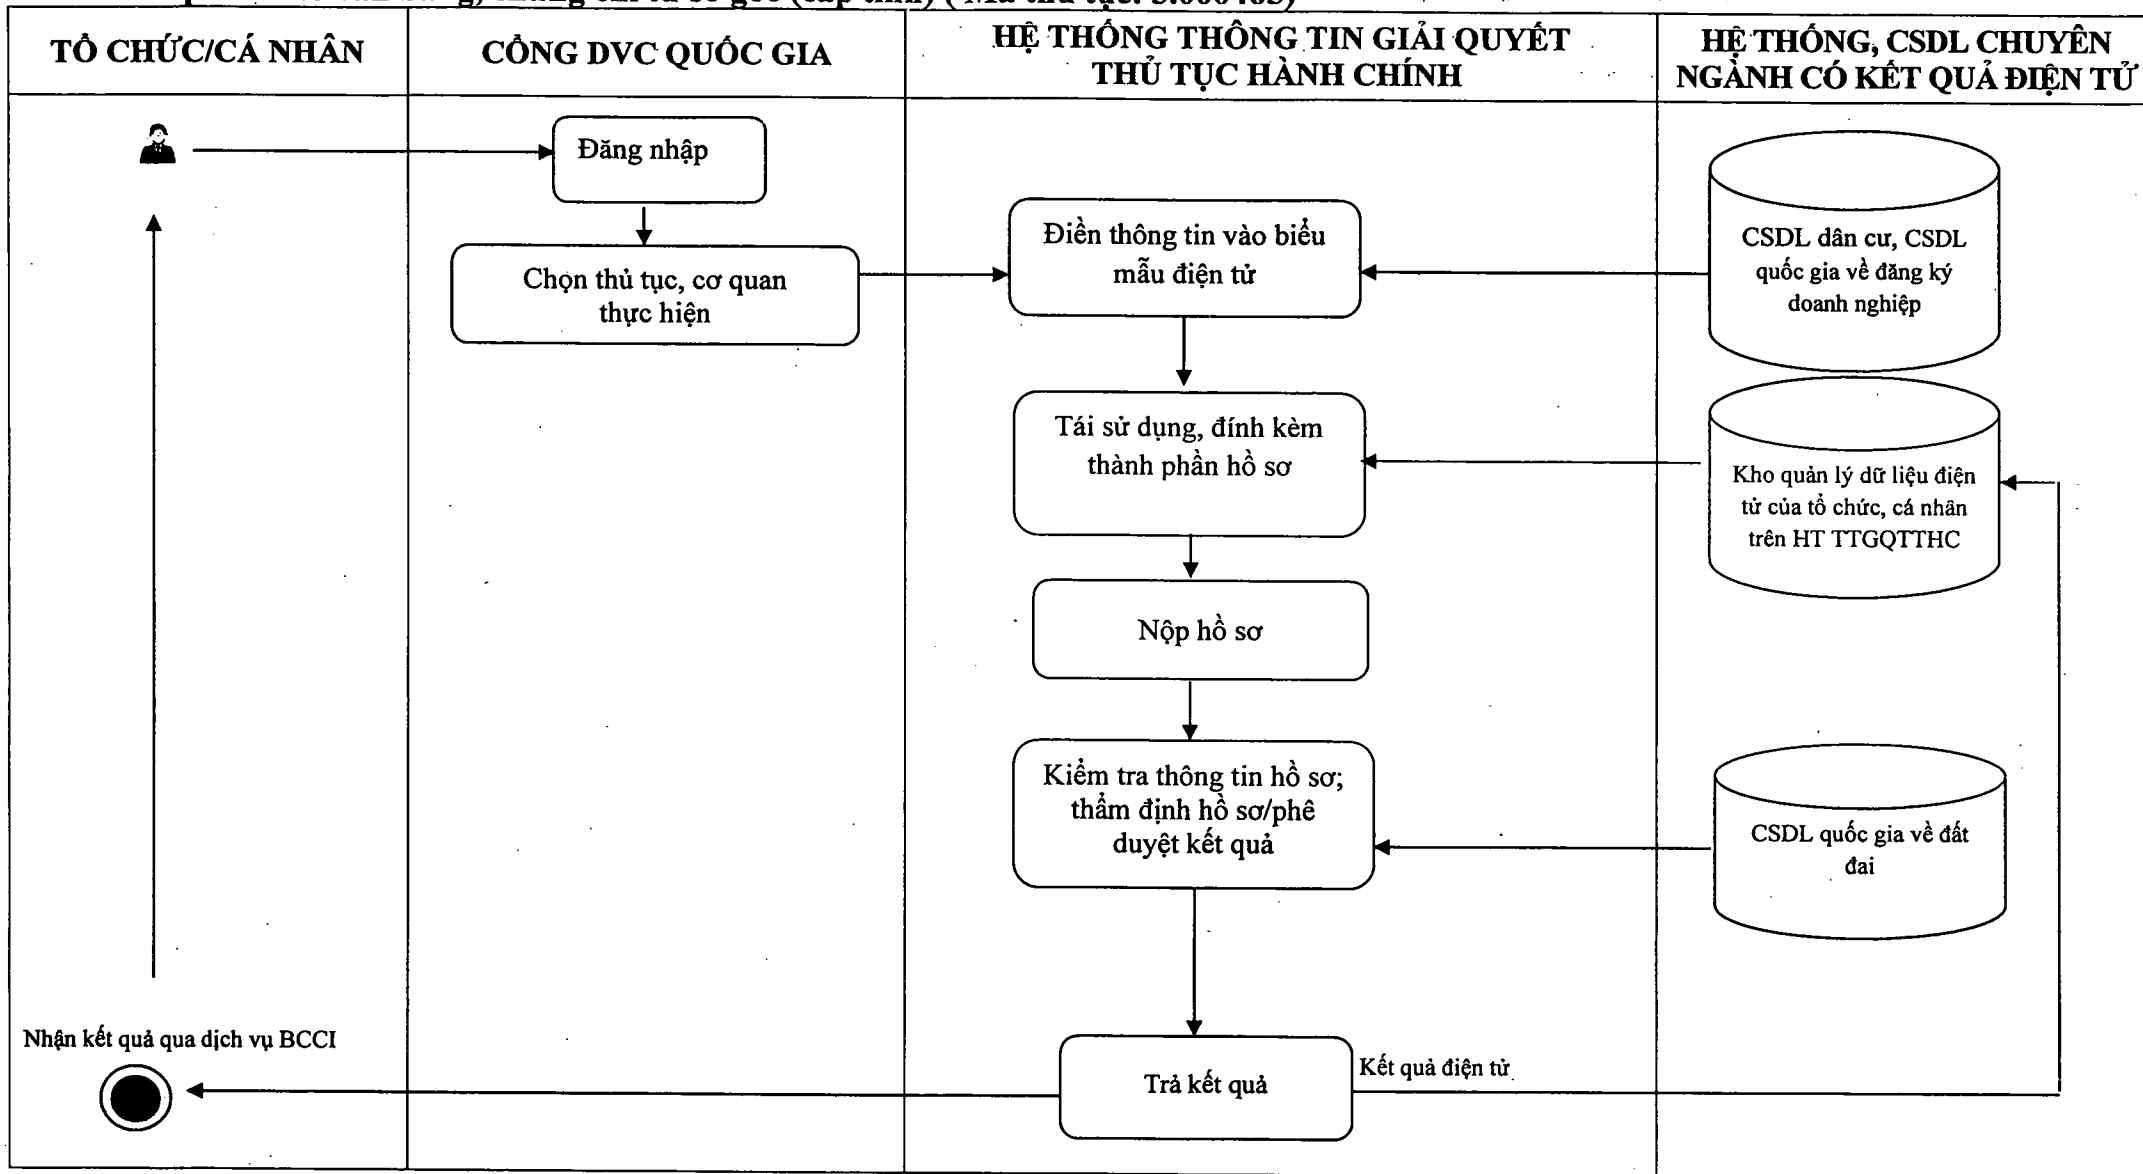 TỔ CHỨC/CÁ NHÂN
CỔNG DVC QUỐC GIA
HỆ THỐNG THÔNG TIN GIẢI QUYẾT
THỦ TỤC HÀNH CHÍNH
HỆ THỐNG, CSDL CHUYÊN
NGÀNH CÓ KẾT QUẢ ĐIỆN TỬ
Đăng nhập
Chọn thủ tục, cơ quan
thực hiện
Điền thông tin vào biểu
mẫu điện tử
CSDL dân cư, CSDL
quốc gia về đăng ký
doanh nghiệp
Tái sử dụng, đính kèm
thành phần hồ sơ
Kho quản lý dữ liệu điện
tử của tổ chức, cá nhân
trên HT TTGQTTHC
Nộp hồ sơ
Kiểm tra thông tin hồ sơ;
thẩm định hồ sơ/phê
duyệt kết quả
CSDL quốc gia về đất
đai
Nhận kết quả qua dịch vụ BCCI
Trả kết quả
Kết quả điện tử